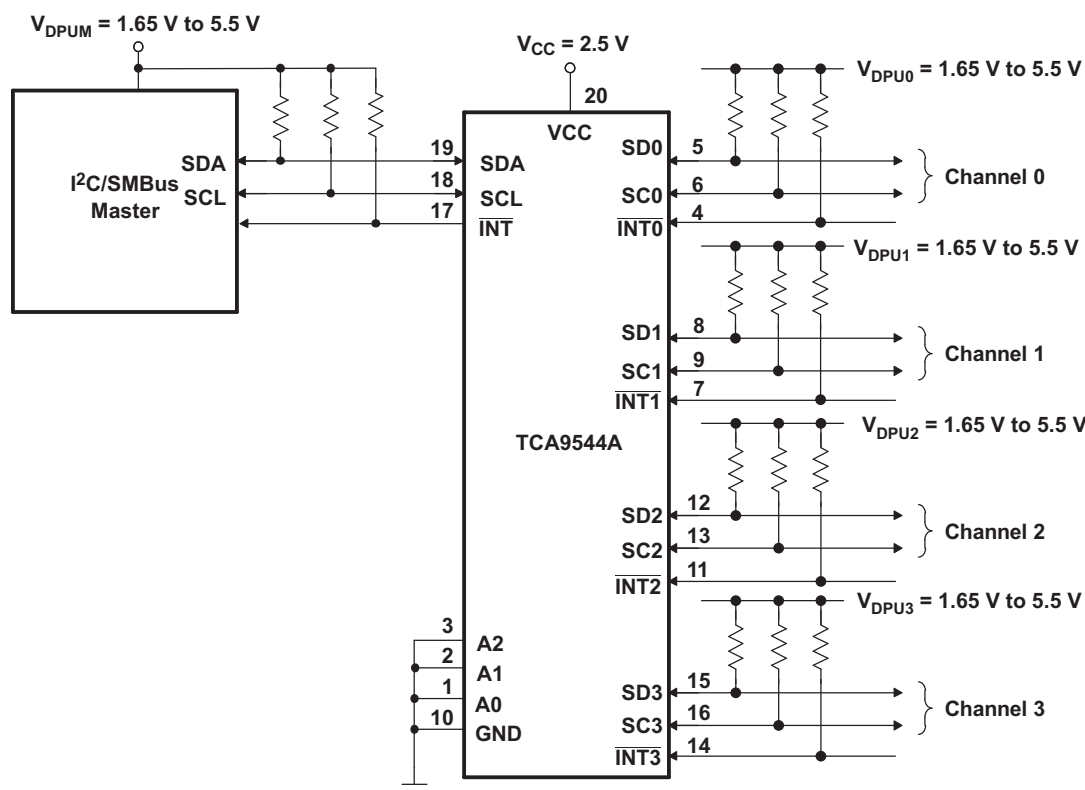 V_DPUM = 1.65 V to 5.5 V
V_CC = 2.5 V
20
VCC
I²C/SMBus
Master
SDA
SCL
19
18
17
SDA
SCL
INT
TCA9544A
3
2
1
10
A2
A1
A0
GND
V_DPU0 = 1.65 V to 5.5 V
SD0
5
SC0
6
INT0
4
Channel 0
V_DPU1 = 1.65 V to 5.5 V
SD1
8
SC1
9
INT1
7
Channel 1
V_DPU2 = 1.65 V to 5.5 V
SD2
12
SC2
13
INT2
11
Channel 2
V_DPU3 = 1.65 V to 5.5 V
SD3
15
SC3
16
INT3
14
Channel 3